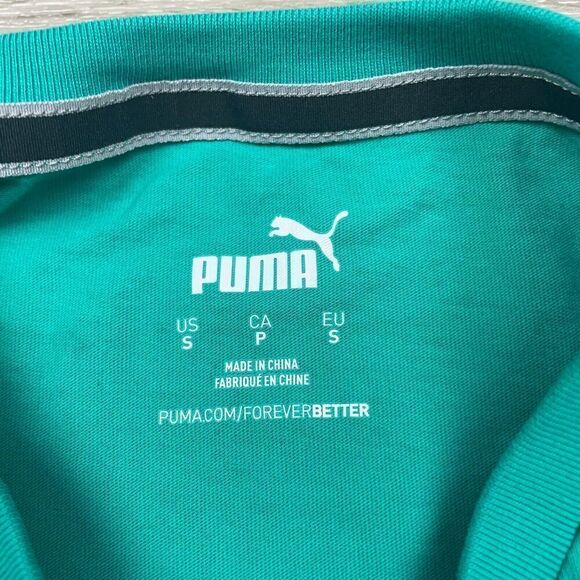 PUMA
US CA EU
S P S
MADE IN CHINA
FABRIQUÉ EN CHINE
PUMA.COM/FOREVERBETTER